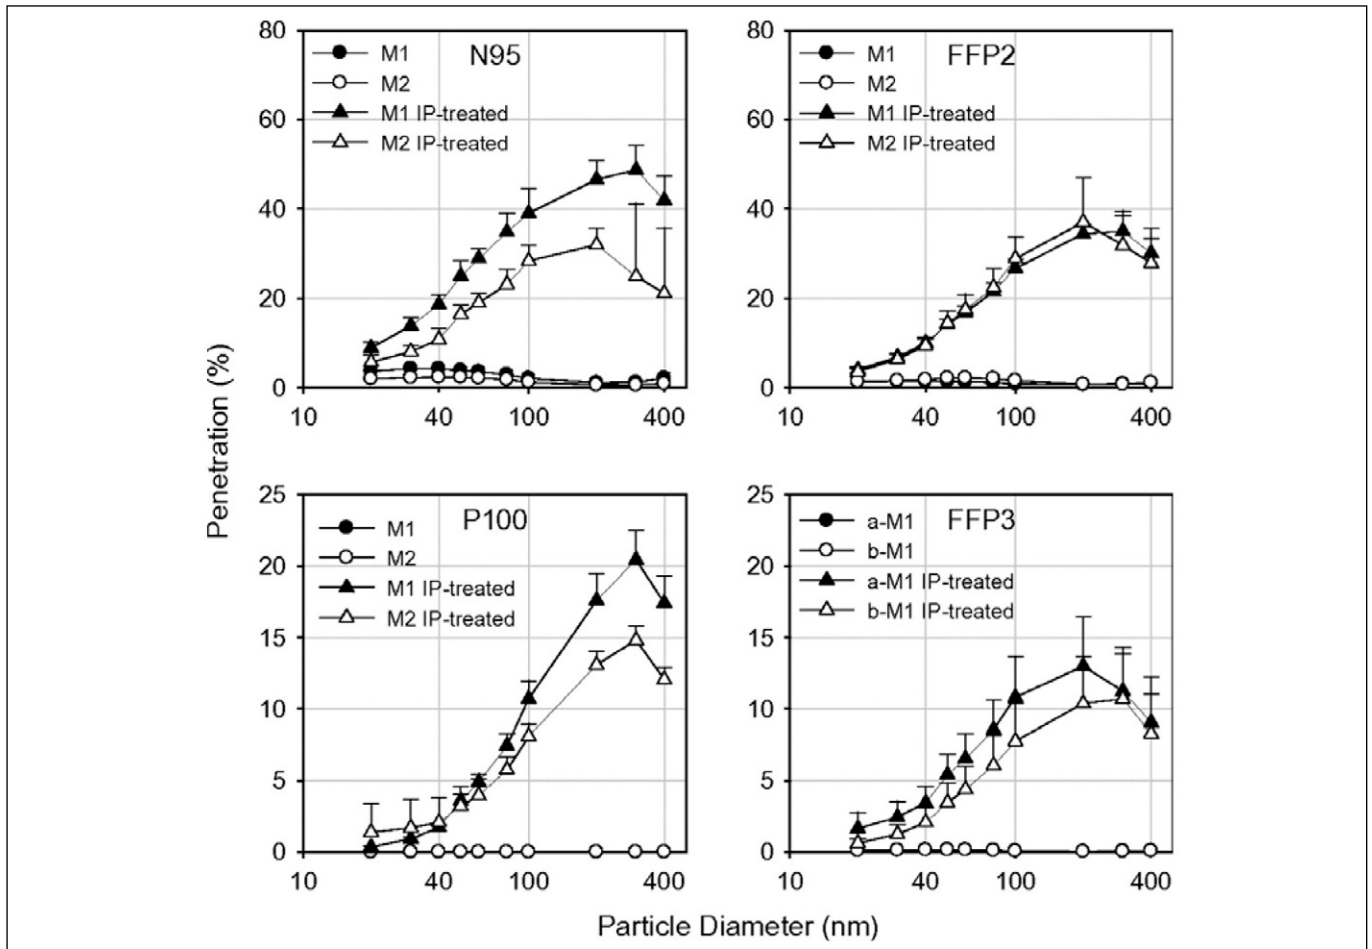 Penetration (%)
N95
M1
M2
M1 IP-treated
M2 IP-treated
80
60
40
20
0
10
40
100
400
FFP2
M1
M2
M1 IP-treated
M2 IP-treated
80
60
40
20
0
10
40
100
400
P100
M1
M2
M1 IP-treated
M2 IP-treated
25
20
15
10
5
0
10
40
100
400
FFP3
a-M1
b-M1
a-M1 IP-treated
b-M1 IP-treated
25
20
15
10
5
0
10
40
100
400
Particle Diameter (nm)